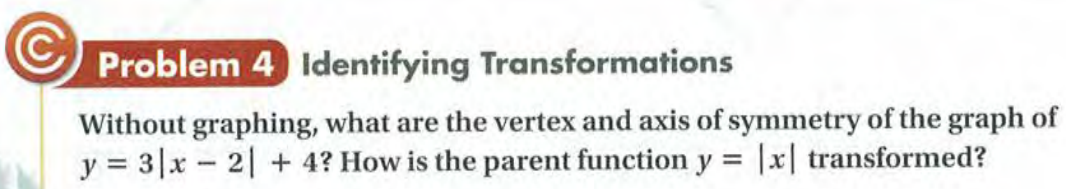 © Problem 4 Identifying Transformations
Without graphing, what are the vertex and axis of symmetry of the graph of
y = 3|x − 2| + 4? How is the parent function y = |x| transformed?